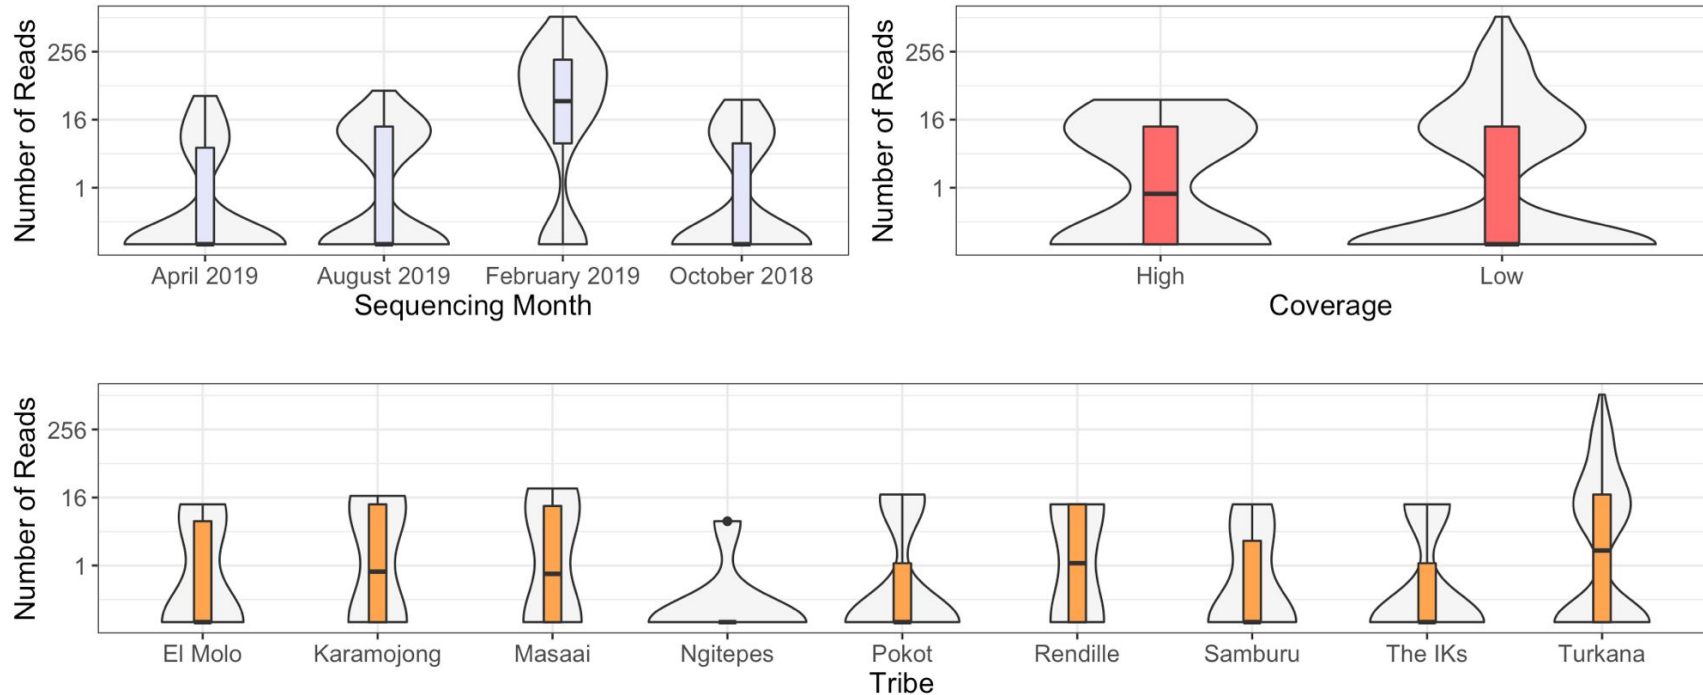 Number of Reads
256
16
1
April 2019 August 2019 February 2019 October 2018
Sequencing Month
Number of Reads
256
16
1
High Low
Coverage
Number of Reads
256
16
1
El Molo Karamojong Masaai Ngitepes Pokot Rendille Samburu The IKs Turkana
Tribe